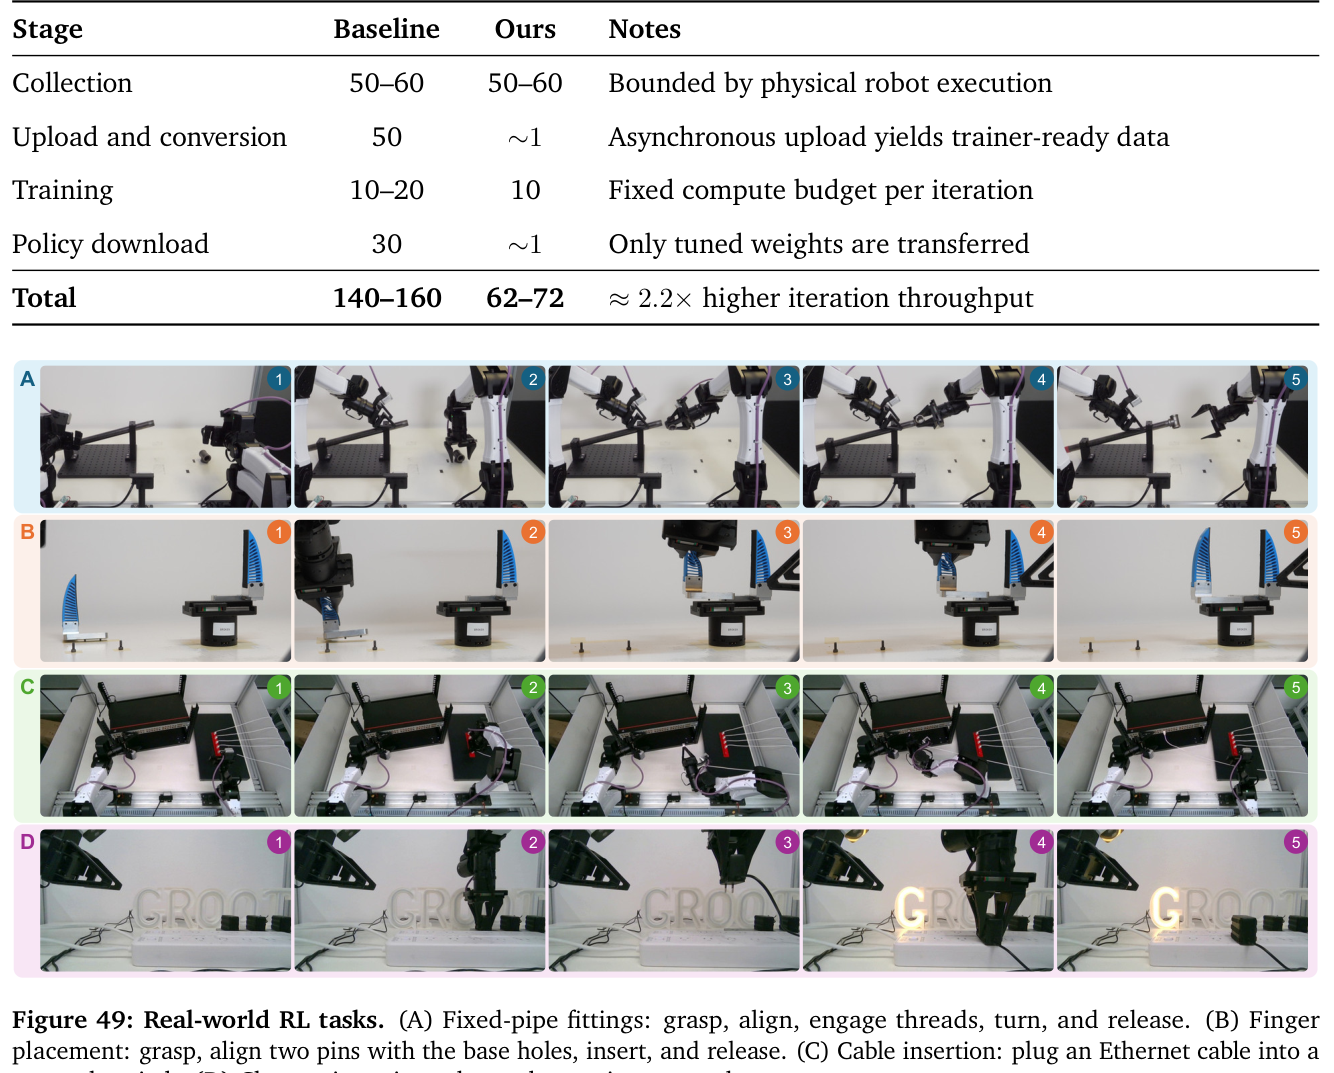 Stage Baseline Ours Notes
Collection 50–60 50–60 Bounded by physical robot execution
Upload and conversion 50 ∼1 Asynchronous upload yields trainer-ready data
Training 10–20 10 Fixed compute budget per iteration
Policy download 30 ∼1 Only tuned weights are transferred
Total 140–160 62–72 ≈ 2.2× higher iteration throughput
A 1 2 3 4 5
B 1 2 3 4 5
C 1 2 3 4 5
D 1 2 3 4 5
GROOT GROOT GROOT GROOT GROOT
Figure 49: Real-world RL tasks. (A) Fixed-pipe fittings: grasp, align, engage threads, turn, and release. (B) Finger
placement: grasp, align two pins with the base holes, insert, and release. (C) Cable insertion: plug an Ethernet cable into a